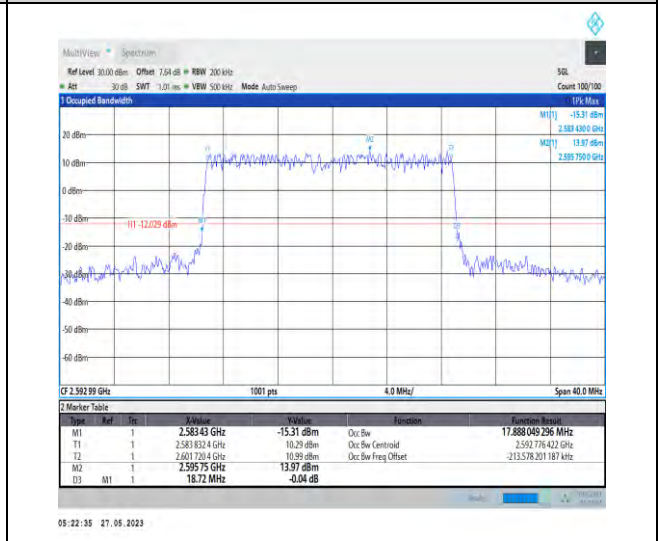 MultiView Spectrum
Ref Level 30.00 dBm Offset 7.64 dB RBW 200 kHz SGL
Att 30 dB SWT 1.01 ms VBW 500 kHz Mode Auto Sweep Count 100/100
1 Occupied Bandwidth 1Pk Max
M1[1] -15.31 dBm
2.583 430 0 GHz
M2[1] 13.97 dBm
2.595 750 0 GHz
20 dBm
10 dBm
0 dBm
-10 dBm
H1 -12.029 dBm
-20 dBm
-30 dBm
-40 dBm
-50 dBm
-60 dBm
CF 2.592 99 GHz 1001 pts 4.0 MHz/ Span 40.0 MHz
2 Marker Table
Type Ref Trc X-Value Y-Value Function Function Result
M1 1 2.583 43 GHz -15.31 dBm Occ Bw 17.888 049 296 MHz
T1 1 2.583 832 4 GHz 10.29 dBm Occ Bw Centroid 2.592 776 422 GHz
T2 1 2.601 720 4 GHz 10.99 dBm Occ Bw Freq Offset -213.578 201 187 kHz
M2 1 2.595 75 GHz 13.97 dBm
D3 M1 1 18.72 MHz -0.04 dB
05:22:35 27.05.2023